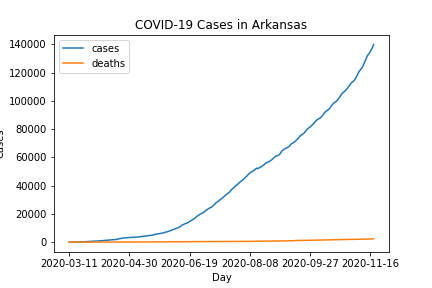 COVID-19 Cases in Arkansas
cases
deaths
140000
120000
100000
80000
60000
40000
20000
0
cases
2020-03-11 2020-04-30 2020-06-19 2020-08-08 2020-09-27 2020-11-16
Day